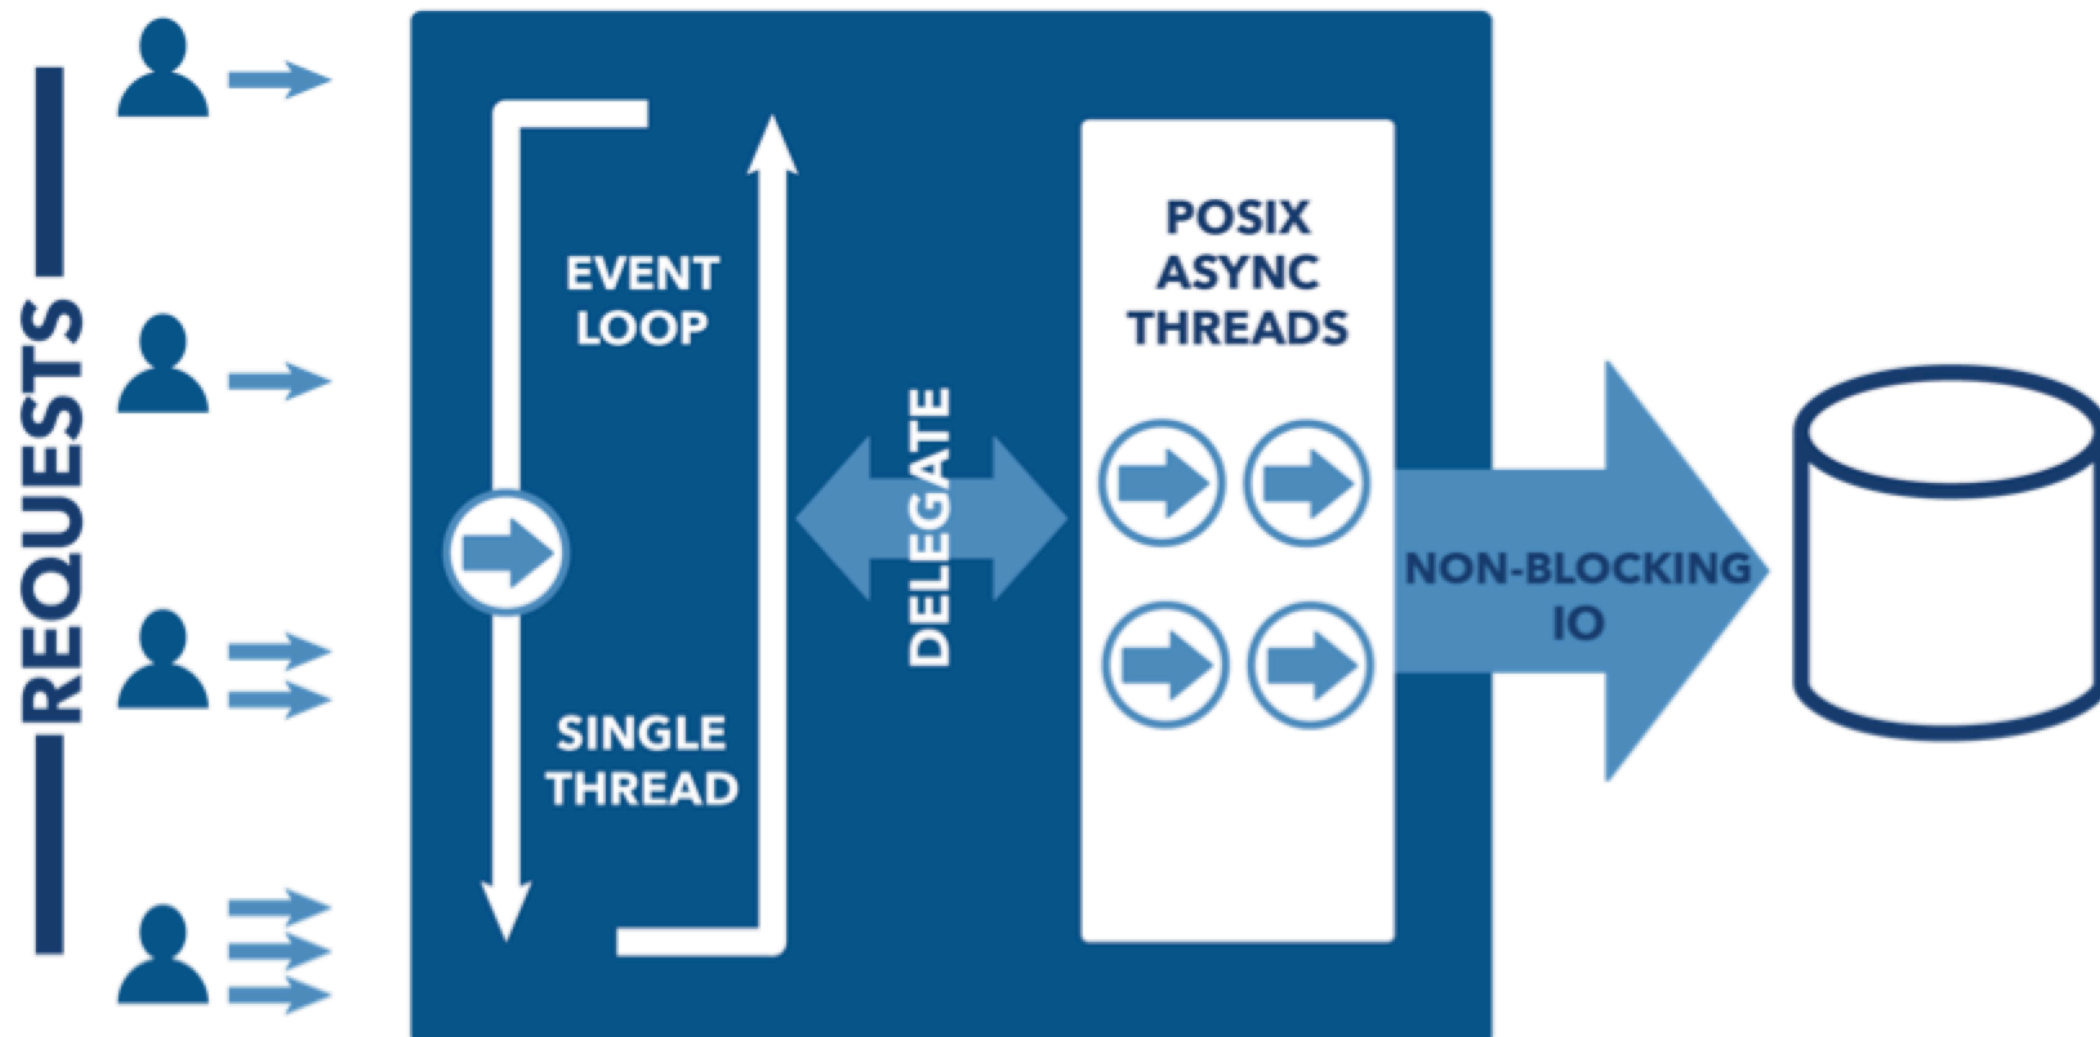 REQUESTS
EVENT
LOOP
SINGLE
THREAD
DELEGATE
POSIX
ASYNC
THREADS
NON-BLOCKING
IO